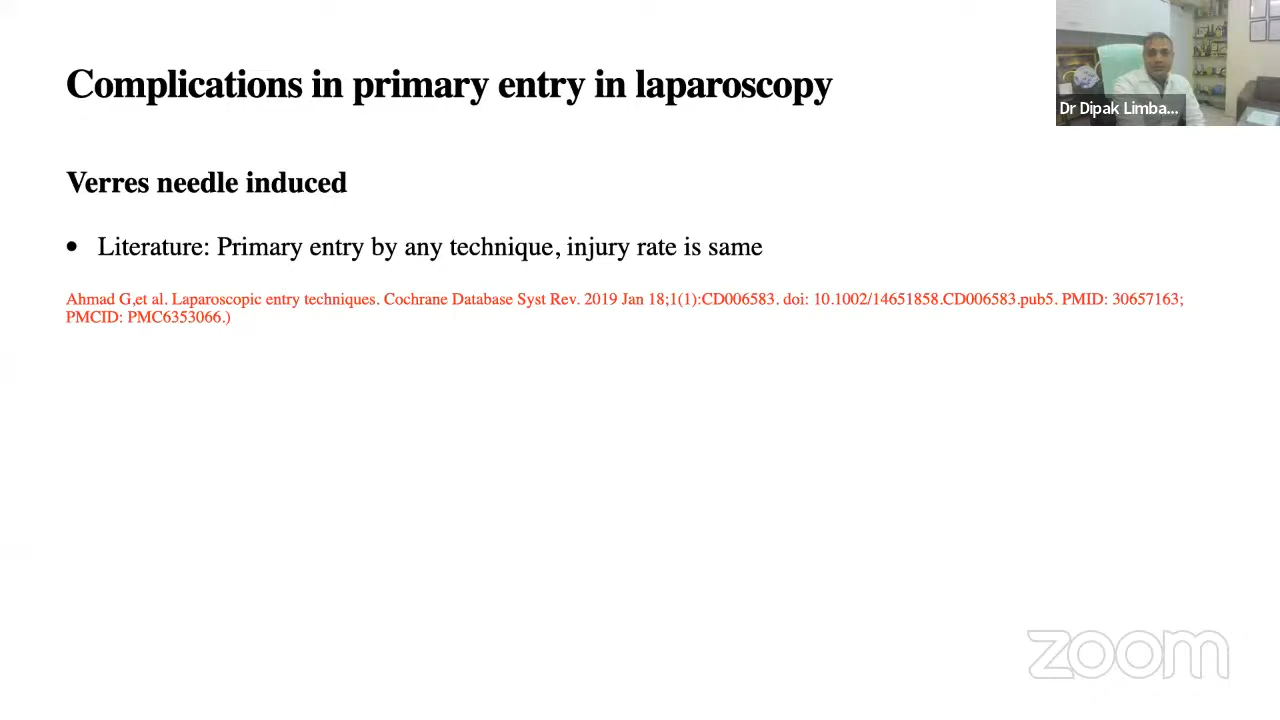 Complications in primary entry in laparoscopy
Dr Dipak Limba...
Verres needle induced
• Literature: Primary entry by any technique, injury rate is same
Ahmad G,et al. Laparoscopic entry techniques. Cochrane Database Syst Rev. 2019 Jan 18;1(1):CD006583. doi: 10.1002/14651858.CD006583.pub5. PMID: 30657163;
PMCID: PMC6353066.)
zoom